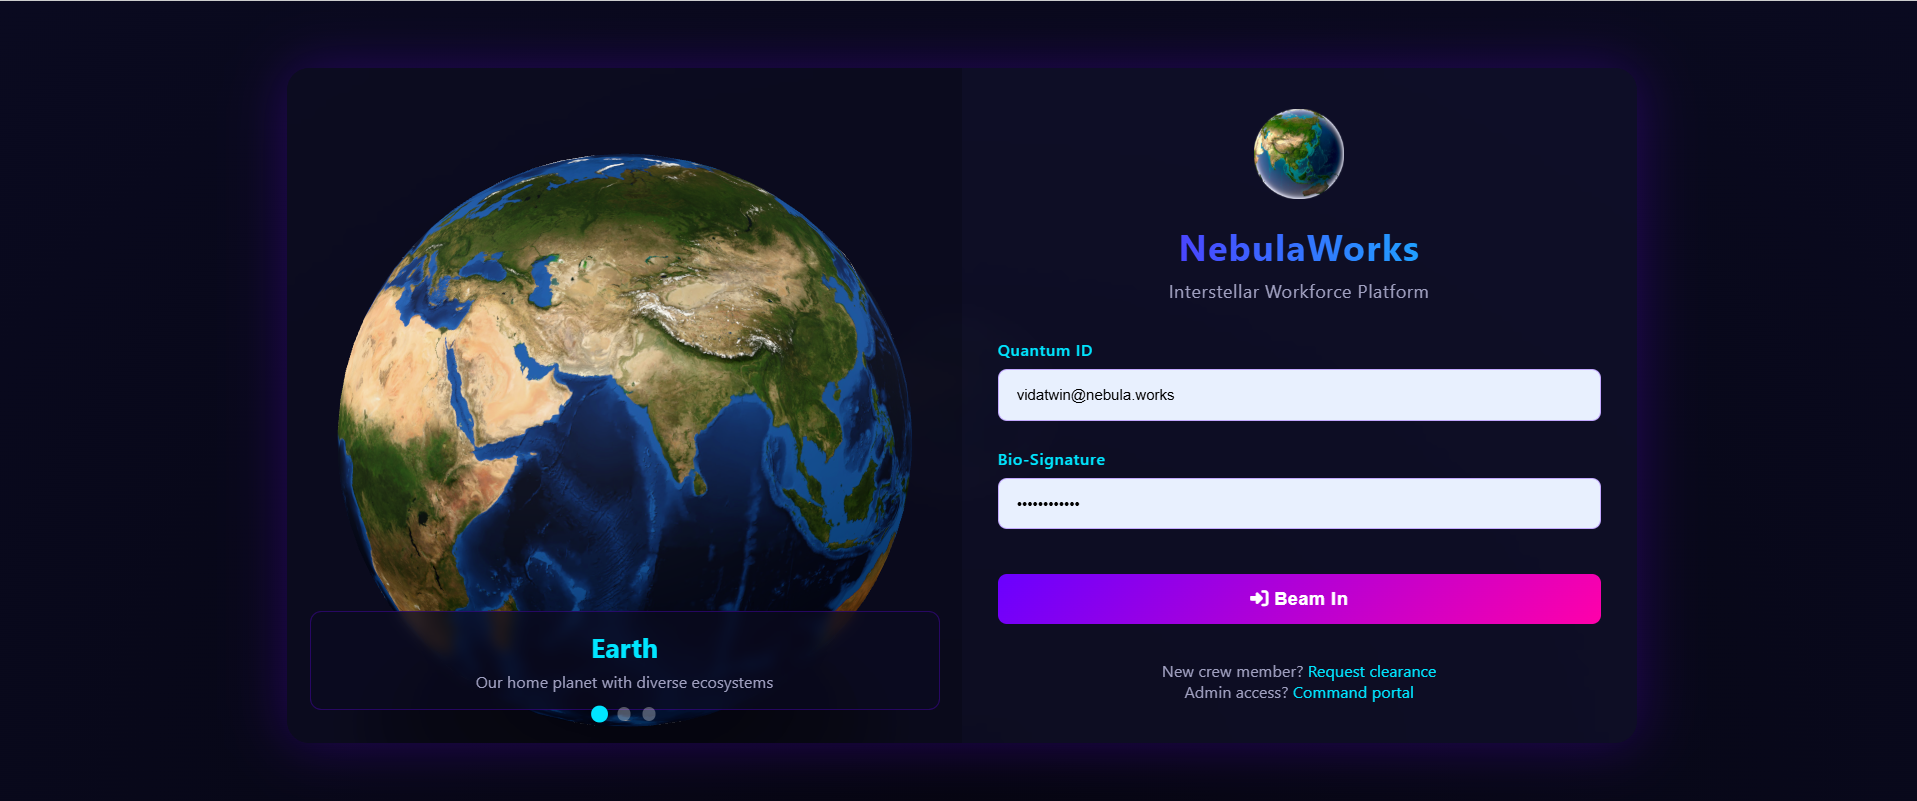 Earth
Our home planet with diverse ecosystems
NebulaWorks
Interstellar Workforce Platform
Quantum ID
vidatwin@nebula.works
Bio-Signature
••••••••••••
Beam In
New crew member? Request clearance
Admin access? Command portal